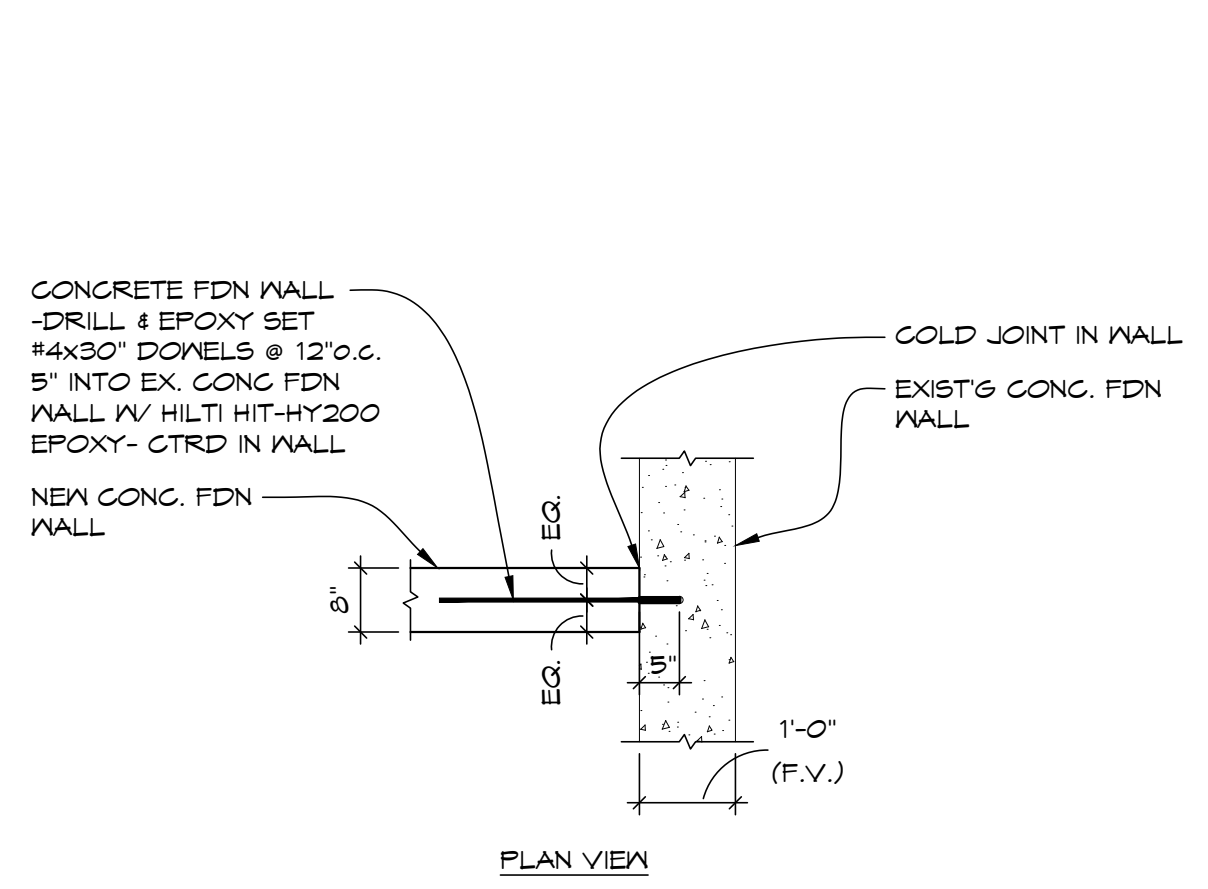 CONCRETE FDN WALL
-DRILL & EPOXY SET
#4x30" DOWELS @ 12"o.c.
5" INTO EX. CONC FDN
WALL W/ HILTI HIT-HY200
EPOXY- CTRD IN WALL
NEW CONC. FDN
WALL
COLD JOINT IN WALL
EXIST'G CONC. FDN
WALL
EQ.
8"
EQ.
5"
1'-0"
(F.V.)
PLAN VIEW